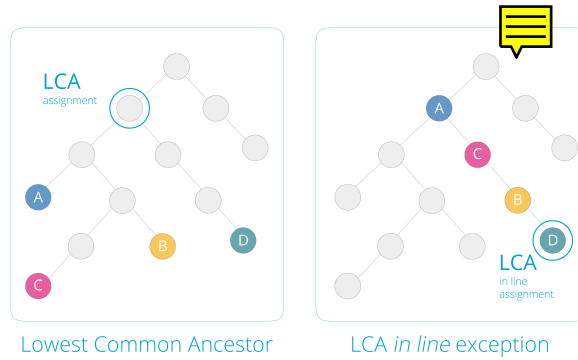 LCA
assignment
A
B
D
C
Lowest Common Ancestor
A
C
B
D
LCA
in line
assignment
LCA in line exception